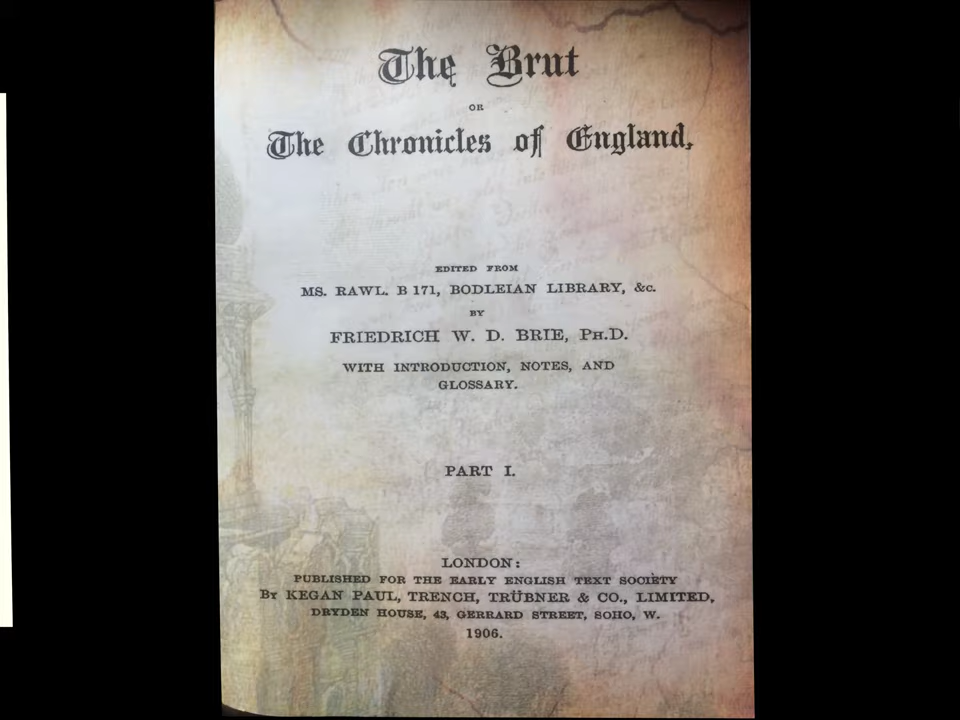 The Brut
OR
The Chronicles of England,
EDITED FROM
MS. RAWL. B 171, BODLEIAN LIBRARY, &c.
BY
FRIEDRICH W. D. BRIE, PH.D.
WITH INTRODUCTION, NOTES, AND
GLOSSARY.
PART I.
LONDON:
PUBLISHED FOR THE EARLY ENGLISH TEXT SOCIETY
BY KEGAN PAUL, TRENCH, TRÜBNER & CO., LIMITED,
DRYDEN HOUSE, 43, GERRARD STREET, SOHO, W.
1906.